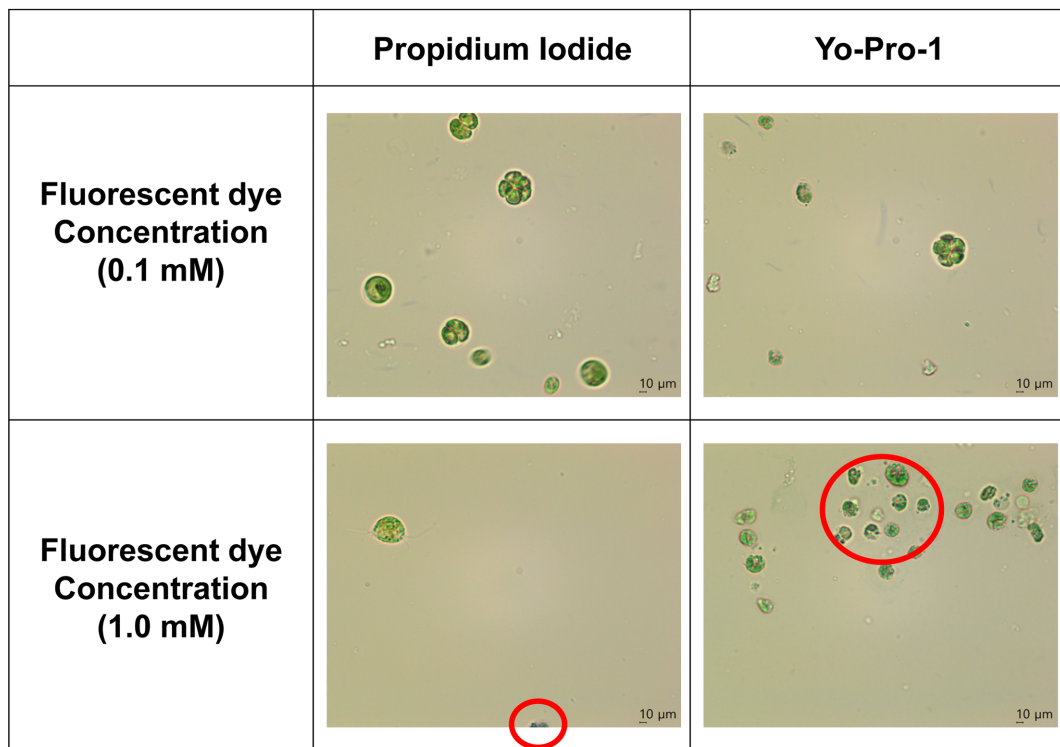 Propidium Iodide
Yo-Pro-1
Fluorescent dye
Concentration
(0.1 mM)
10 µm
10 µm
Fluorescent dye
Concentration
(1.0 mM)
10 µm
10 µm